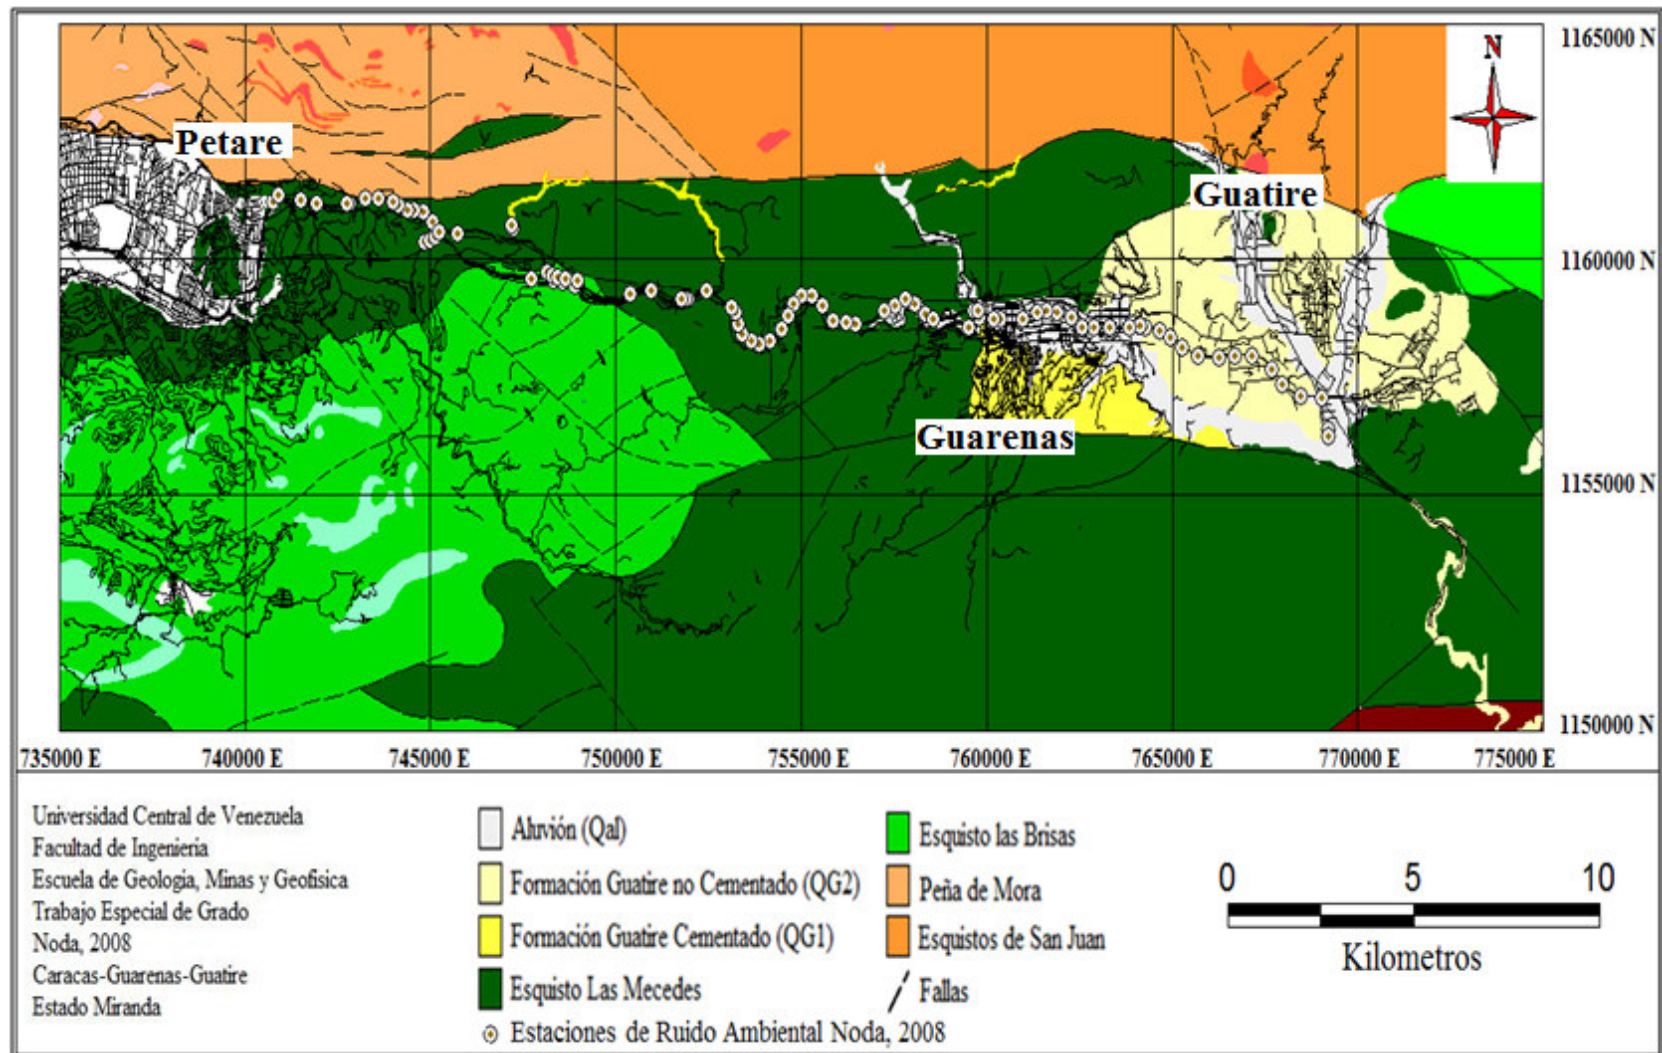 1165000 N
N
Petare
Guatire
1160000 N
Guarenas
1155000 N
1150000 N
735000 E
740000 E
745000 E
750000 E
755000 E
760000 E
765000 E
770000 E
775000 E
Universidad Central de Venezuela
Facultad de Ingenieria
Escuela de Geologia, Minas y Geofisica
Trabajo Especial de Grado
Noda, 2008
Caracas-Guarenas-Guatire
Estado Miranda
Aluvión (Qal)
Formación Guatire no Cementado (QG2)
Formación Guatire Cementado (QG1)
Esquisto Las Mecedes
Estaciones de Ruido Ambiental Noda, 2008
Esquisto las Brisas
Peña de Mora
Esquistos de San Juan
Fallas
0 5 10
Kilometros